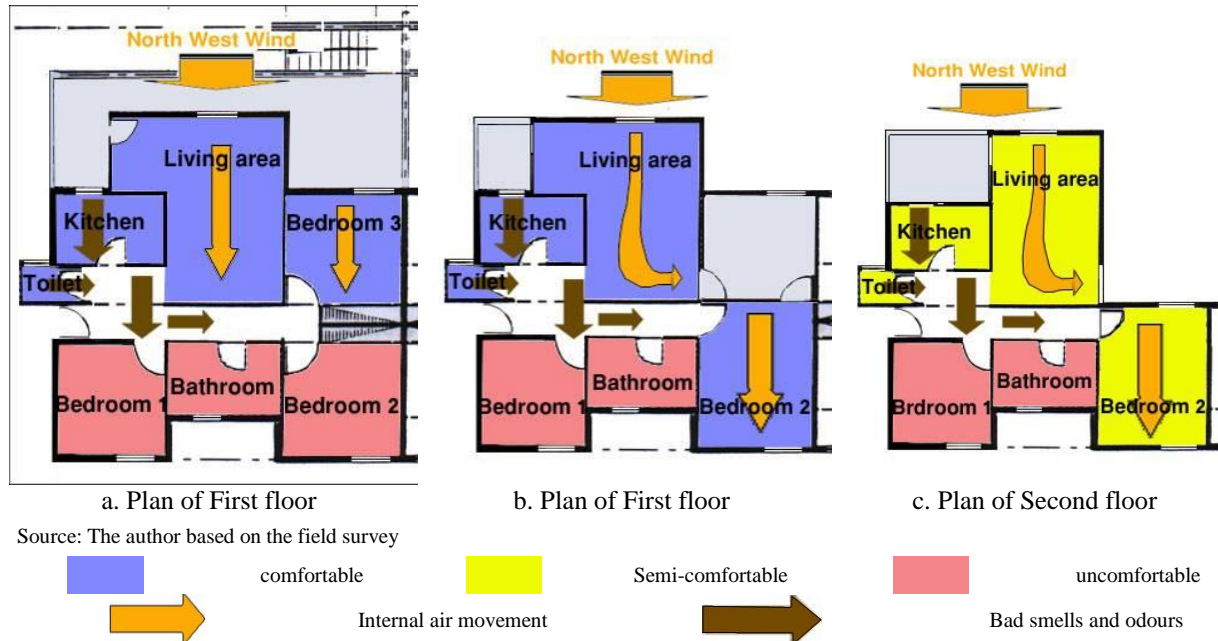 North West Wind
Living area
Kitchen
Bedroom 3
Toilet
Bathroom
Bedroom 1
Bedroom 2
a. Plan of First floor
North West Wind
Living area
Kitchen
Toilet
Bathroom
Bedroom 1
Bedroom 2
b. Plan of First floor
North West Wind
Living area
Kitchen
Toilet
Bathroom
Brdroom 1
Bedroom 2
c. Plan of Second floor
Source: The author based on the field survey
comfortable Semi-comfortable uncomfortable
Internal air movement Bad smells and odours